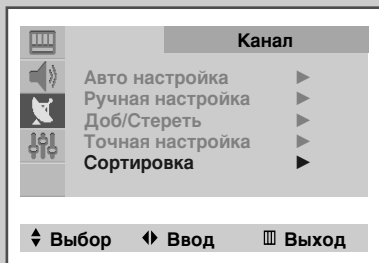 Канал
Авто настройка
Ручная настройка
Доб/Стереть
Точная настройка
Сортировка
Выбор Ввод Выход